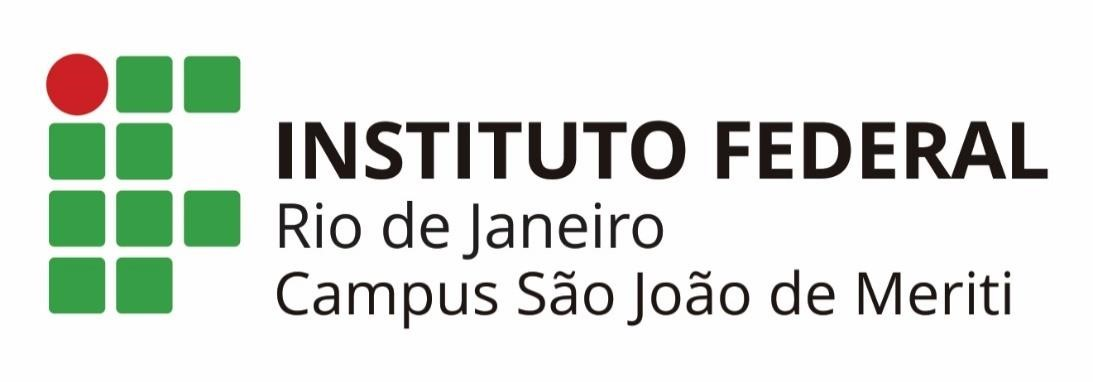 INSTITUTO FEDERAL
Rio de Janeiro
Campus São João de Meriti